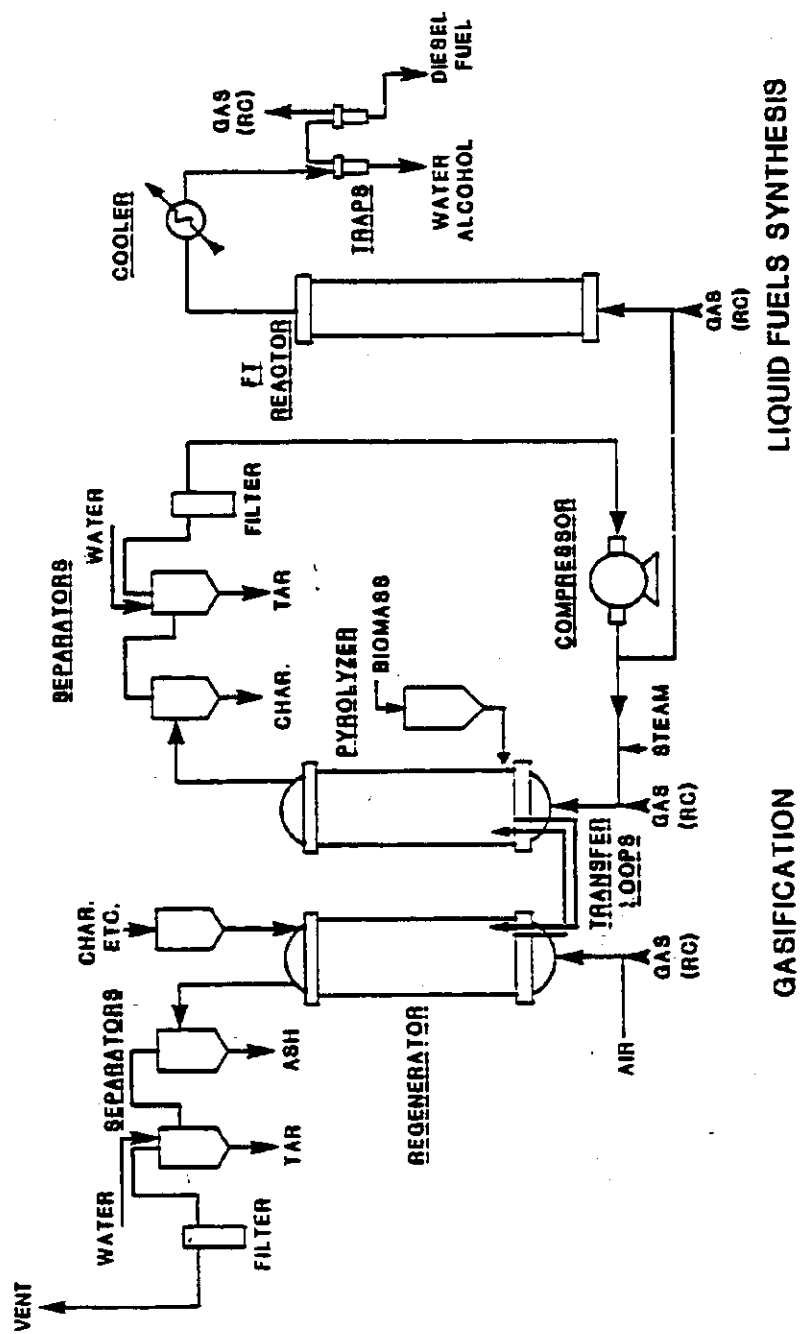 VENT
WATER
SEPARATORS
CHAR.
ETC.
FILTER
TAR
ASH
REGENERATOR
AIR
GAS
(RC)
TRANSFER
LOOPS
SEPARATORS
WATER
CHAR.
TAR
FILTER
PYROLYZER
BIOMASS
GAS
(RC)
STEAM
COMPRESSOR
FT
REACTOR
COOLER
GAS
(RC)
TRAPS
WATER
ALCOHOL
DIESEL
FUEL
GAS
(RC)
GASIFICATION
LIQUID FUELS SYNTHESIS